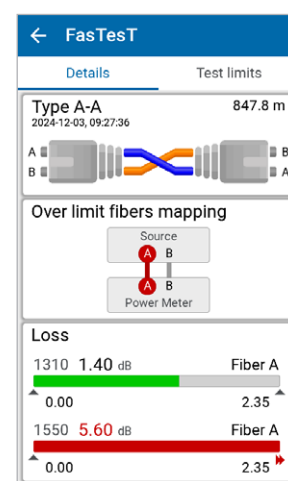 FasTesT
Details Test limits
Type A-A 847.8 m
2024-12-03, 09:27:36
A B
B A
Over limit fibers mapping
Source
A B
A B
Power Meter
Loss
1310 1.40 dB Fiber A
0.00 2.35
1550 5.60 dB Fiber A
0.00 2.35